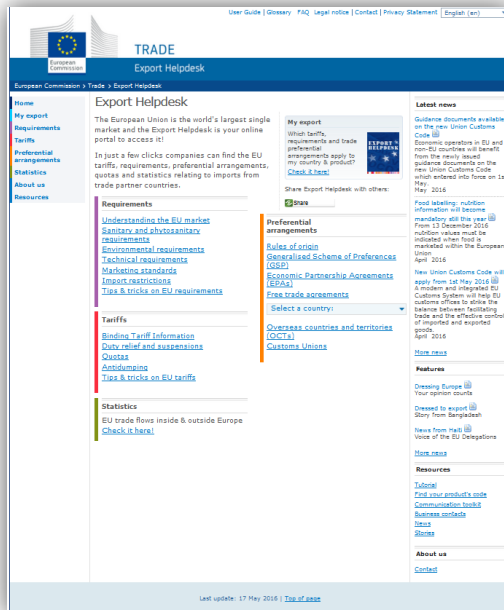 User Guide | Glossary FAQ Legal notice | Contact | Privacy Statement English (en)
European
Commission
TRADE
Export Helpdesk
European Commission > Trade > Export Helpdesk
Home
My export
Requirements
Tariffs
Preferential
arrangements
Statistics
About us
Resources
Export Helpdesk
The European Union is the world's largest single
market and the Export Helpdesk is your online
portal to access it!
In just a few clicks companies can find the EU
tariffs, requirements, preferential arrangements,
quotas and statistics relating to imports from
trade partner countries.
My export
Which tariffs,
requirements and trade
preferential
arrangements apply to
my country & product?
Check it here!
EXPORT
HELPDESK
Share Export Helpdesk with others:
Share
Requirements
Understanding the EU market
Sanitary and phytosanitary
requirements
Environmental requirements
Technical requirements
Marketing standards
Import restrictions
Tips & tricks on EU requirements
Tariffs
Binding Tariff Information
Duty relief and suspensions
Quotas
Antidumping
Tips & tricks on EU tariffs
Statistics
EU trade flows inside & outside Europe
Check it here!
Preferential
arrangements
Rules of origin
Generalised Scheme of Preferences
(GSP)
Economic Partnership Agreements
(EPAs)
Free trade agreements
Select a country:
Overseas countries and territories
(OCTs)
Customs Unions
Latest news
Guidance documents available
on the new Union Customs
Code
Economic operators in EU and
non-EU countries will benefit
from the newly issued
guidance documents on the
new Union Customs Code
which entered into force on 1st
May.
May 2016
Food labelling: nutrition
information will become
mandatory still this year
From 13 December 2016
nutrition values must be
indicated when food is
marketed within the European
Union
April 2016
New Union Customs Code will
apply from 1st May 2016
A modern and integrated EU
Customs System will help EU
customs offices to strike the
balance between facilitating
trade and the effective control
of imported and exported
goods.
April 2016
More news
Features
Dressing Europe
Your opinion counts
Dressed to export
Story from Bangladesh
News from Haiti
Voice of the EU Delegations
More news
Resources
Tutorial
Find your product's code
Communication toolkit
Business contacts
News
Stories
About us
Contact
Last update: 17 May 2016 | Top of page